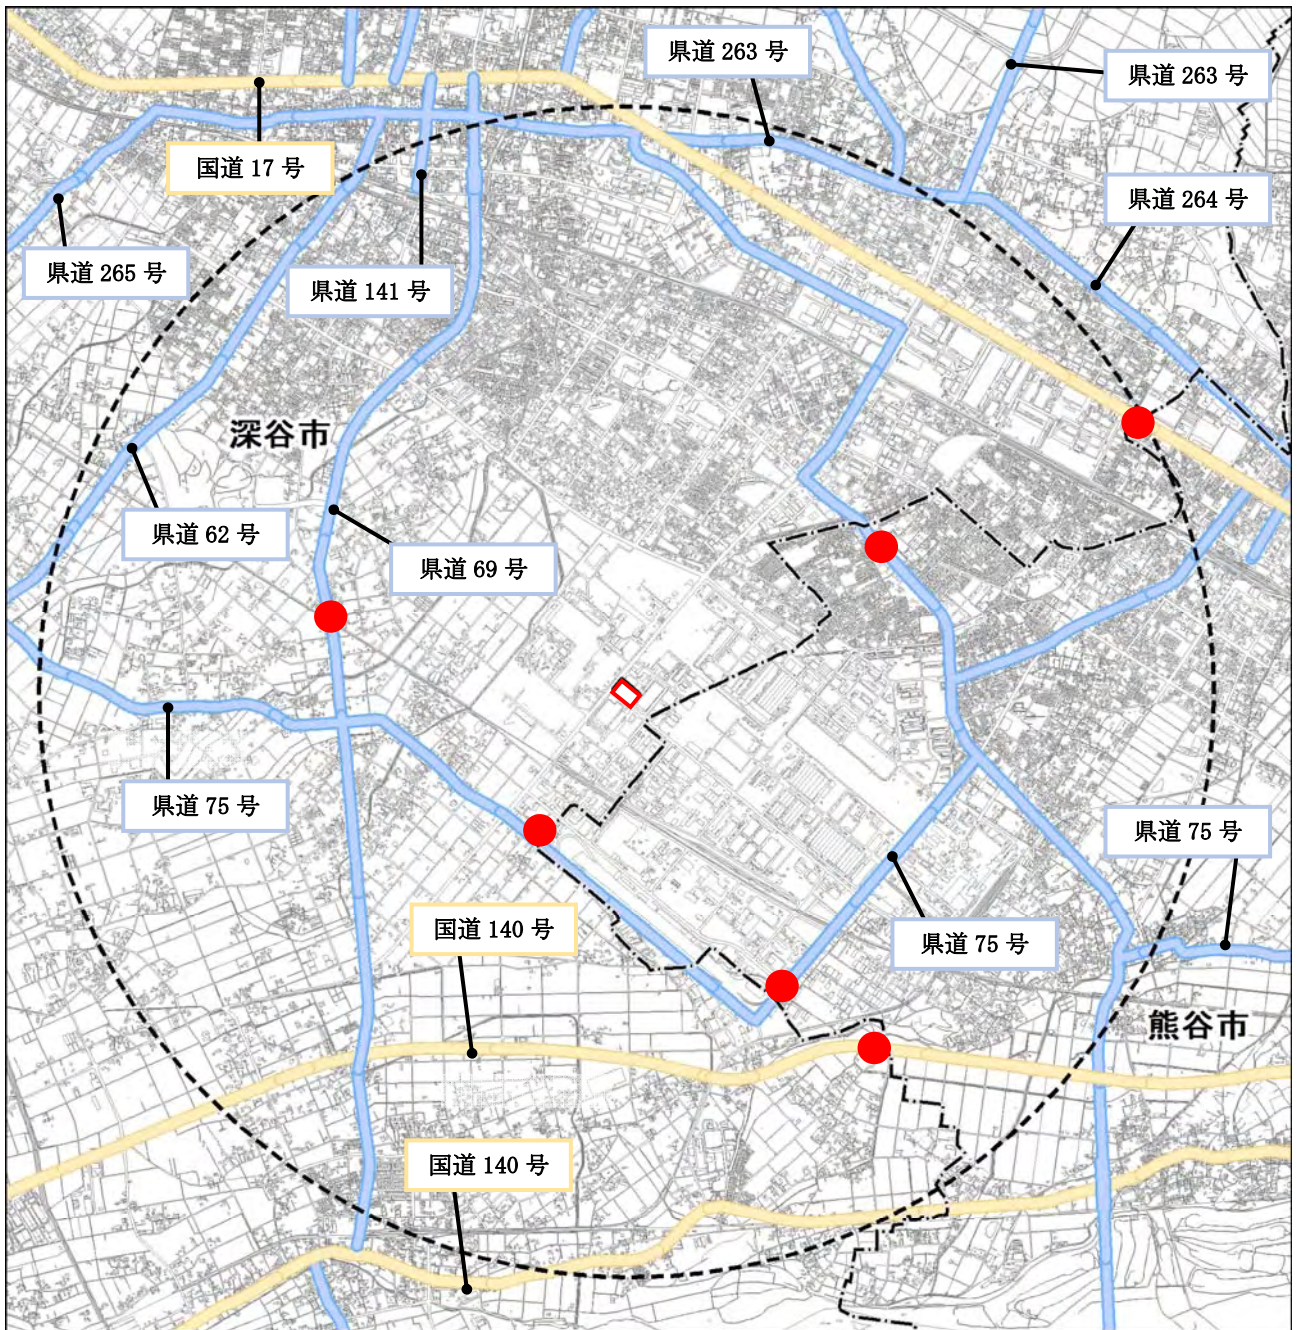 県道 263 号
県道 263 号
国道 17 号
県道 264 号
県道 265 号
県道 141 号
深谷市
県道 62 号
県道 69 号
県道 75 号
県道 75 号
国道 140 号
県道 75 号
熊谷市
国道 140 号